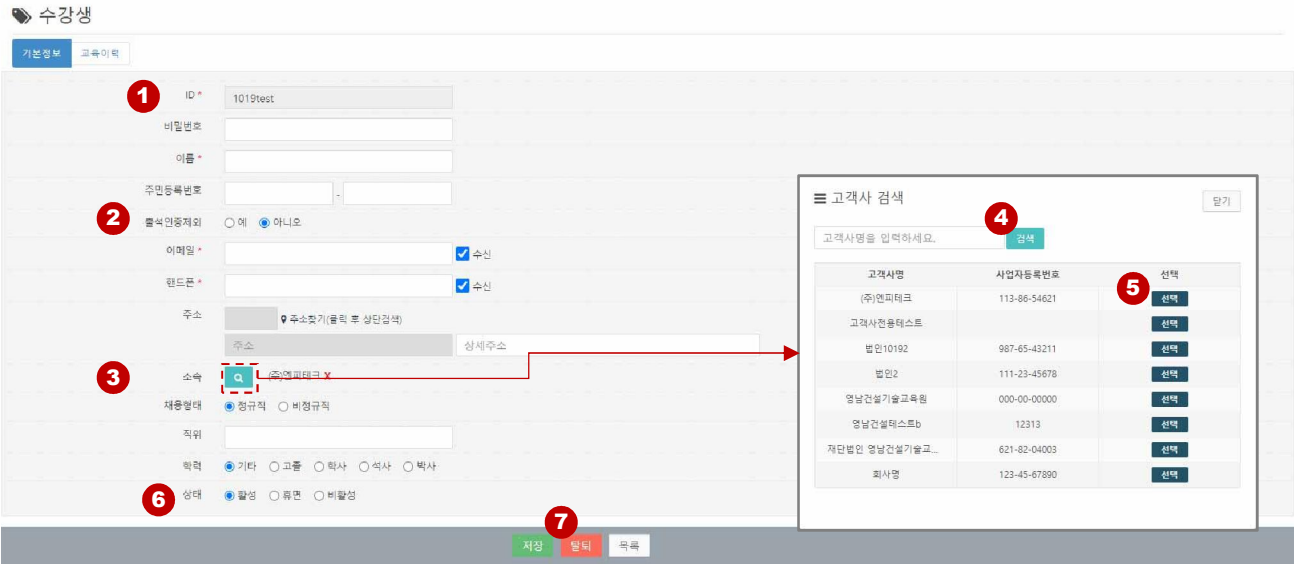 수강생
기본정보 교육이력
1 ID * 1019test
비밀번호
이름 *
주민등록번호 -
2 출석인증제외 예 아니오
이메일 * 수신
핸드폰 * 수신
주소 주소찾기(클릭 후 상단검색)
주소 상세주소
3 소속 (주)엔피테크 X
채용형태 정규직 비정규직
직위
학력 기타 고졸 학사 석사 박사
6 상태 활성 휴면 비활성
7
저장 탈퇴 목록
고객사 검색 닫기
4
고객사명을 입력하세요. 검색
고객사명 사업자등록번호 선택
5
(주)엔피테크 113-86-54621 선택
고객사전용테스트 선택
법인10192 987-65-43211 선택
법인2 111-23-45678 선택
영남건설기술교육원 000-00-00000 선택
영남건설테스트b 12313 선택
재단법인 영남건설기술교... 621-82-04003 선택
회사명 123-45-67890 선택